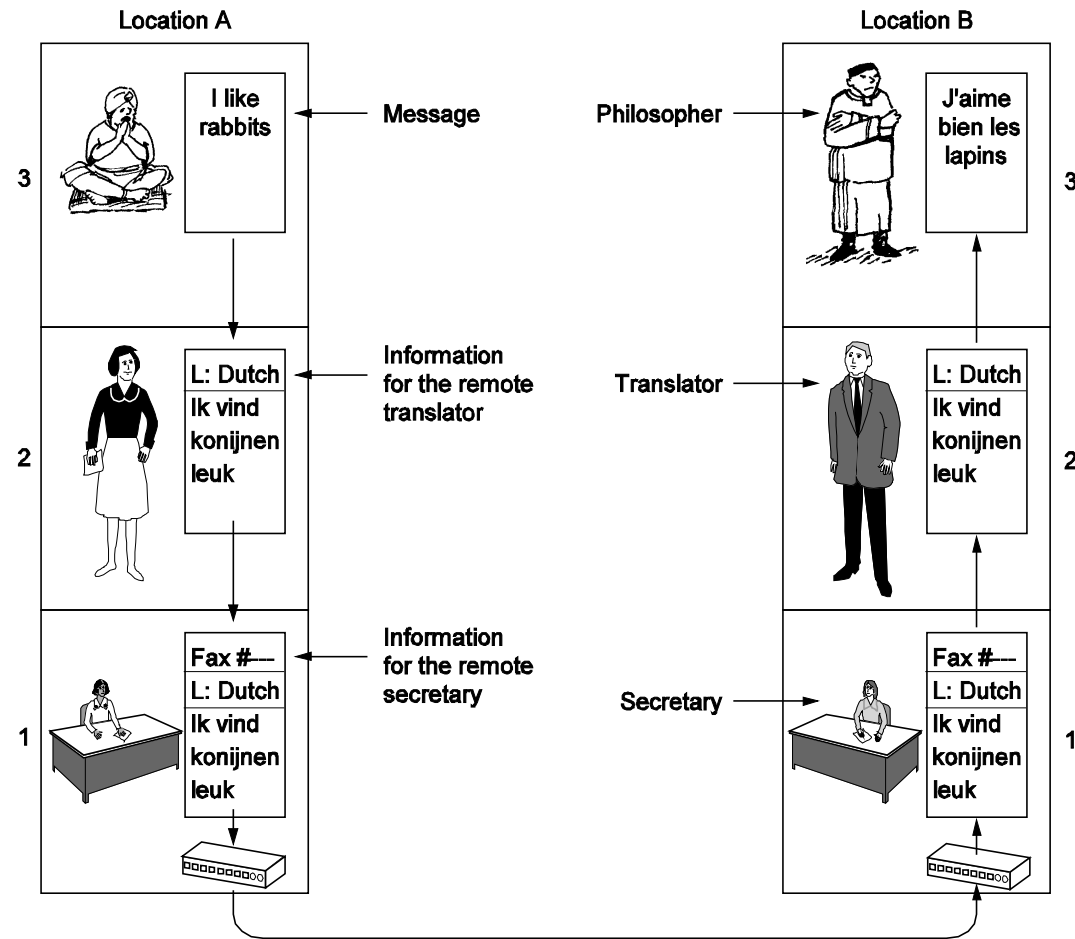 Location A
Location B
I like
rabbits
Message
Philosopher
J'aime
bien les
lapins
3
3
Information
for the remote
translator
L: Dutch
Ik vind
konijnen
leuk
Translator
L: Dutch
Ik vind
konijnen
leuk
2
2
Information
for the remote
secretary
Fax #---
L: Dutch
Ik vind
konijnen
leuk
Secretary
Fax #---
L: Dutch
Ik vind
konijnen
leuk
1
1